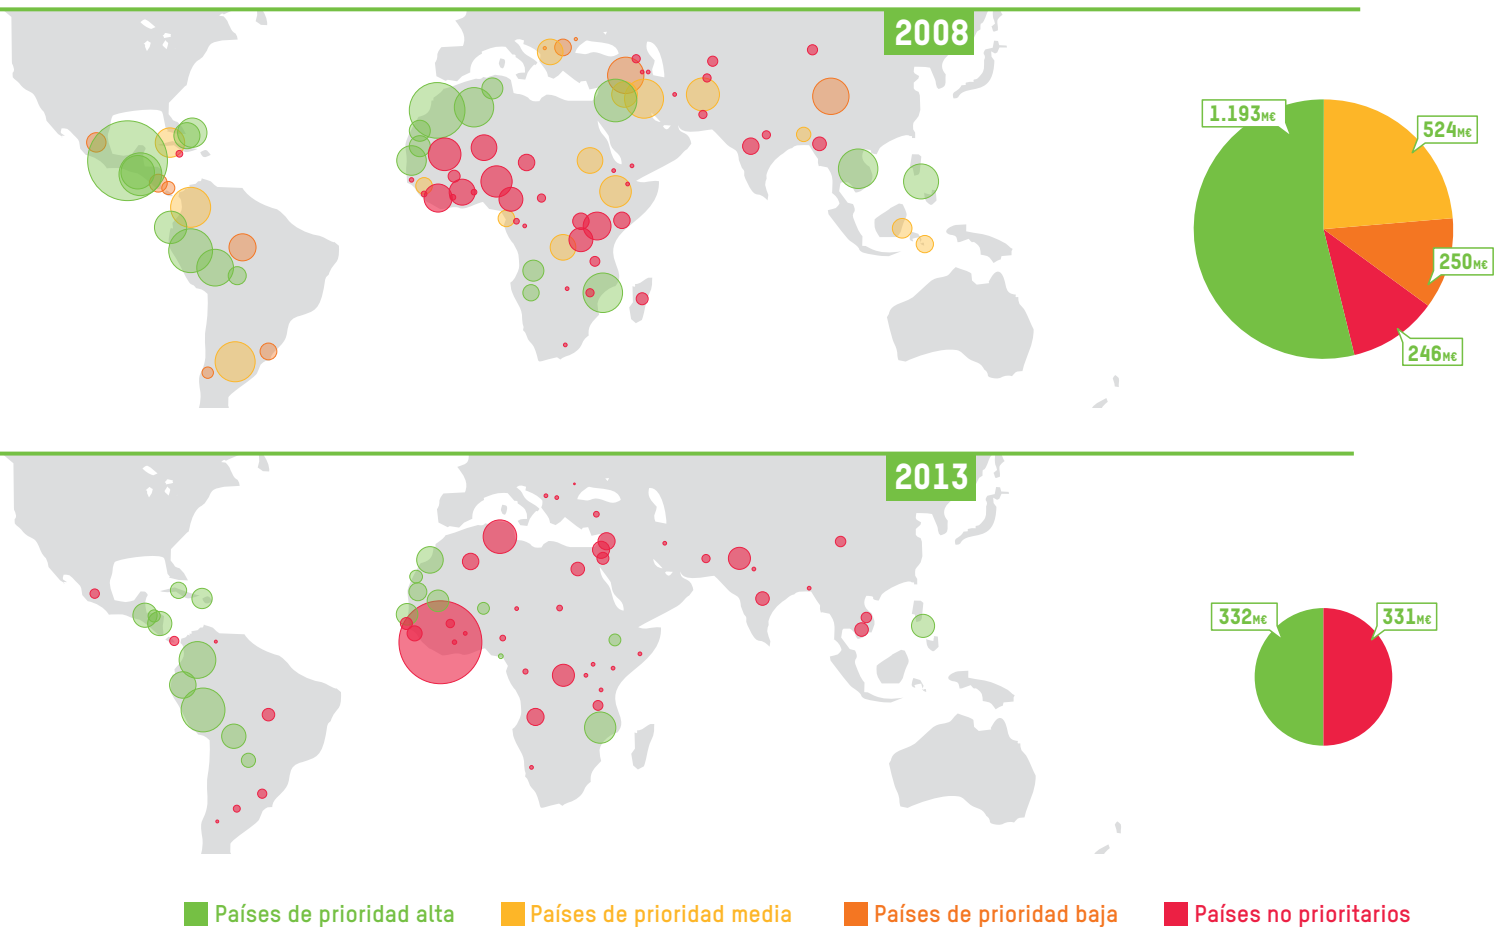 2008
1.193M€
524M€
250M€
246M€
2013
332M€
331M€
Países de prioridad alta
Países de prioridad media
Países de prioridad baja
Países no prioritarios